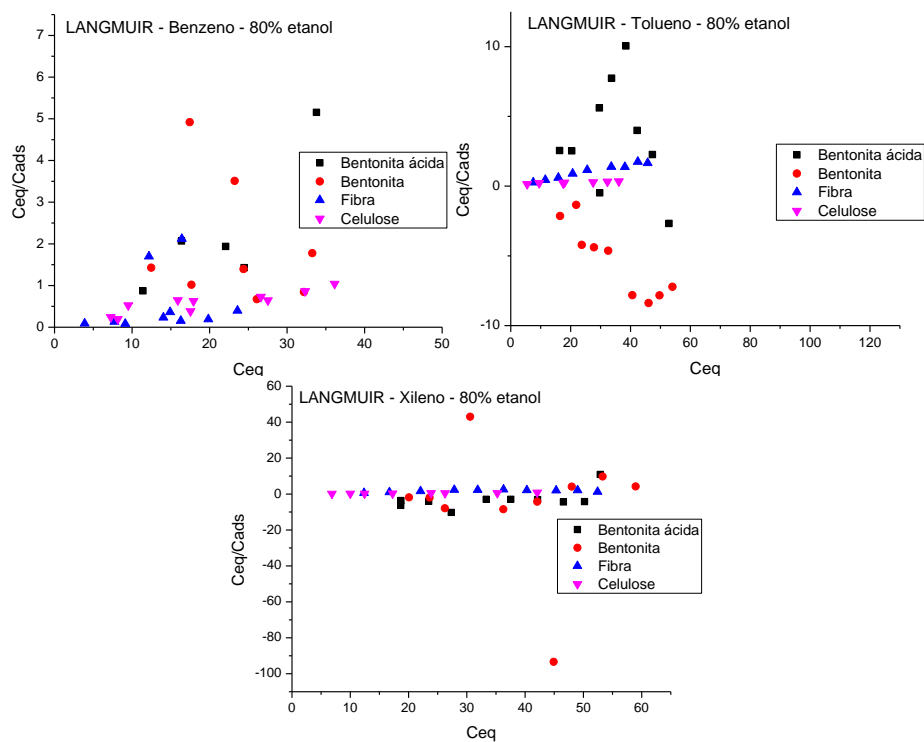 LANGMUIR - Benzeno - 80% etanol
7
6
5
4
3
2
1
0
Ceq/Cads
Bentonita ácida
Bentonita
Fibra
Celulose
0
10
20
30
40
50
Ceq
LANGMUIR - Tolueno - 80% etanol
10
0
-10
Ceq/Cads
Bentonita ácida
Bentonita
Fibra
Celulose
0
20
40
60
80
100
120
Ceq
LANGMUIR - Xileno - 80% etanol
60
40
20
0
-20
-40
-60
-80
-100
Ceq/Cads
Bentonita ácida
Bentonita
Fibra
Celulose
0
10
20
30
40
50
60
Ceq